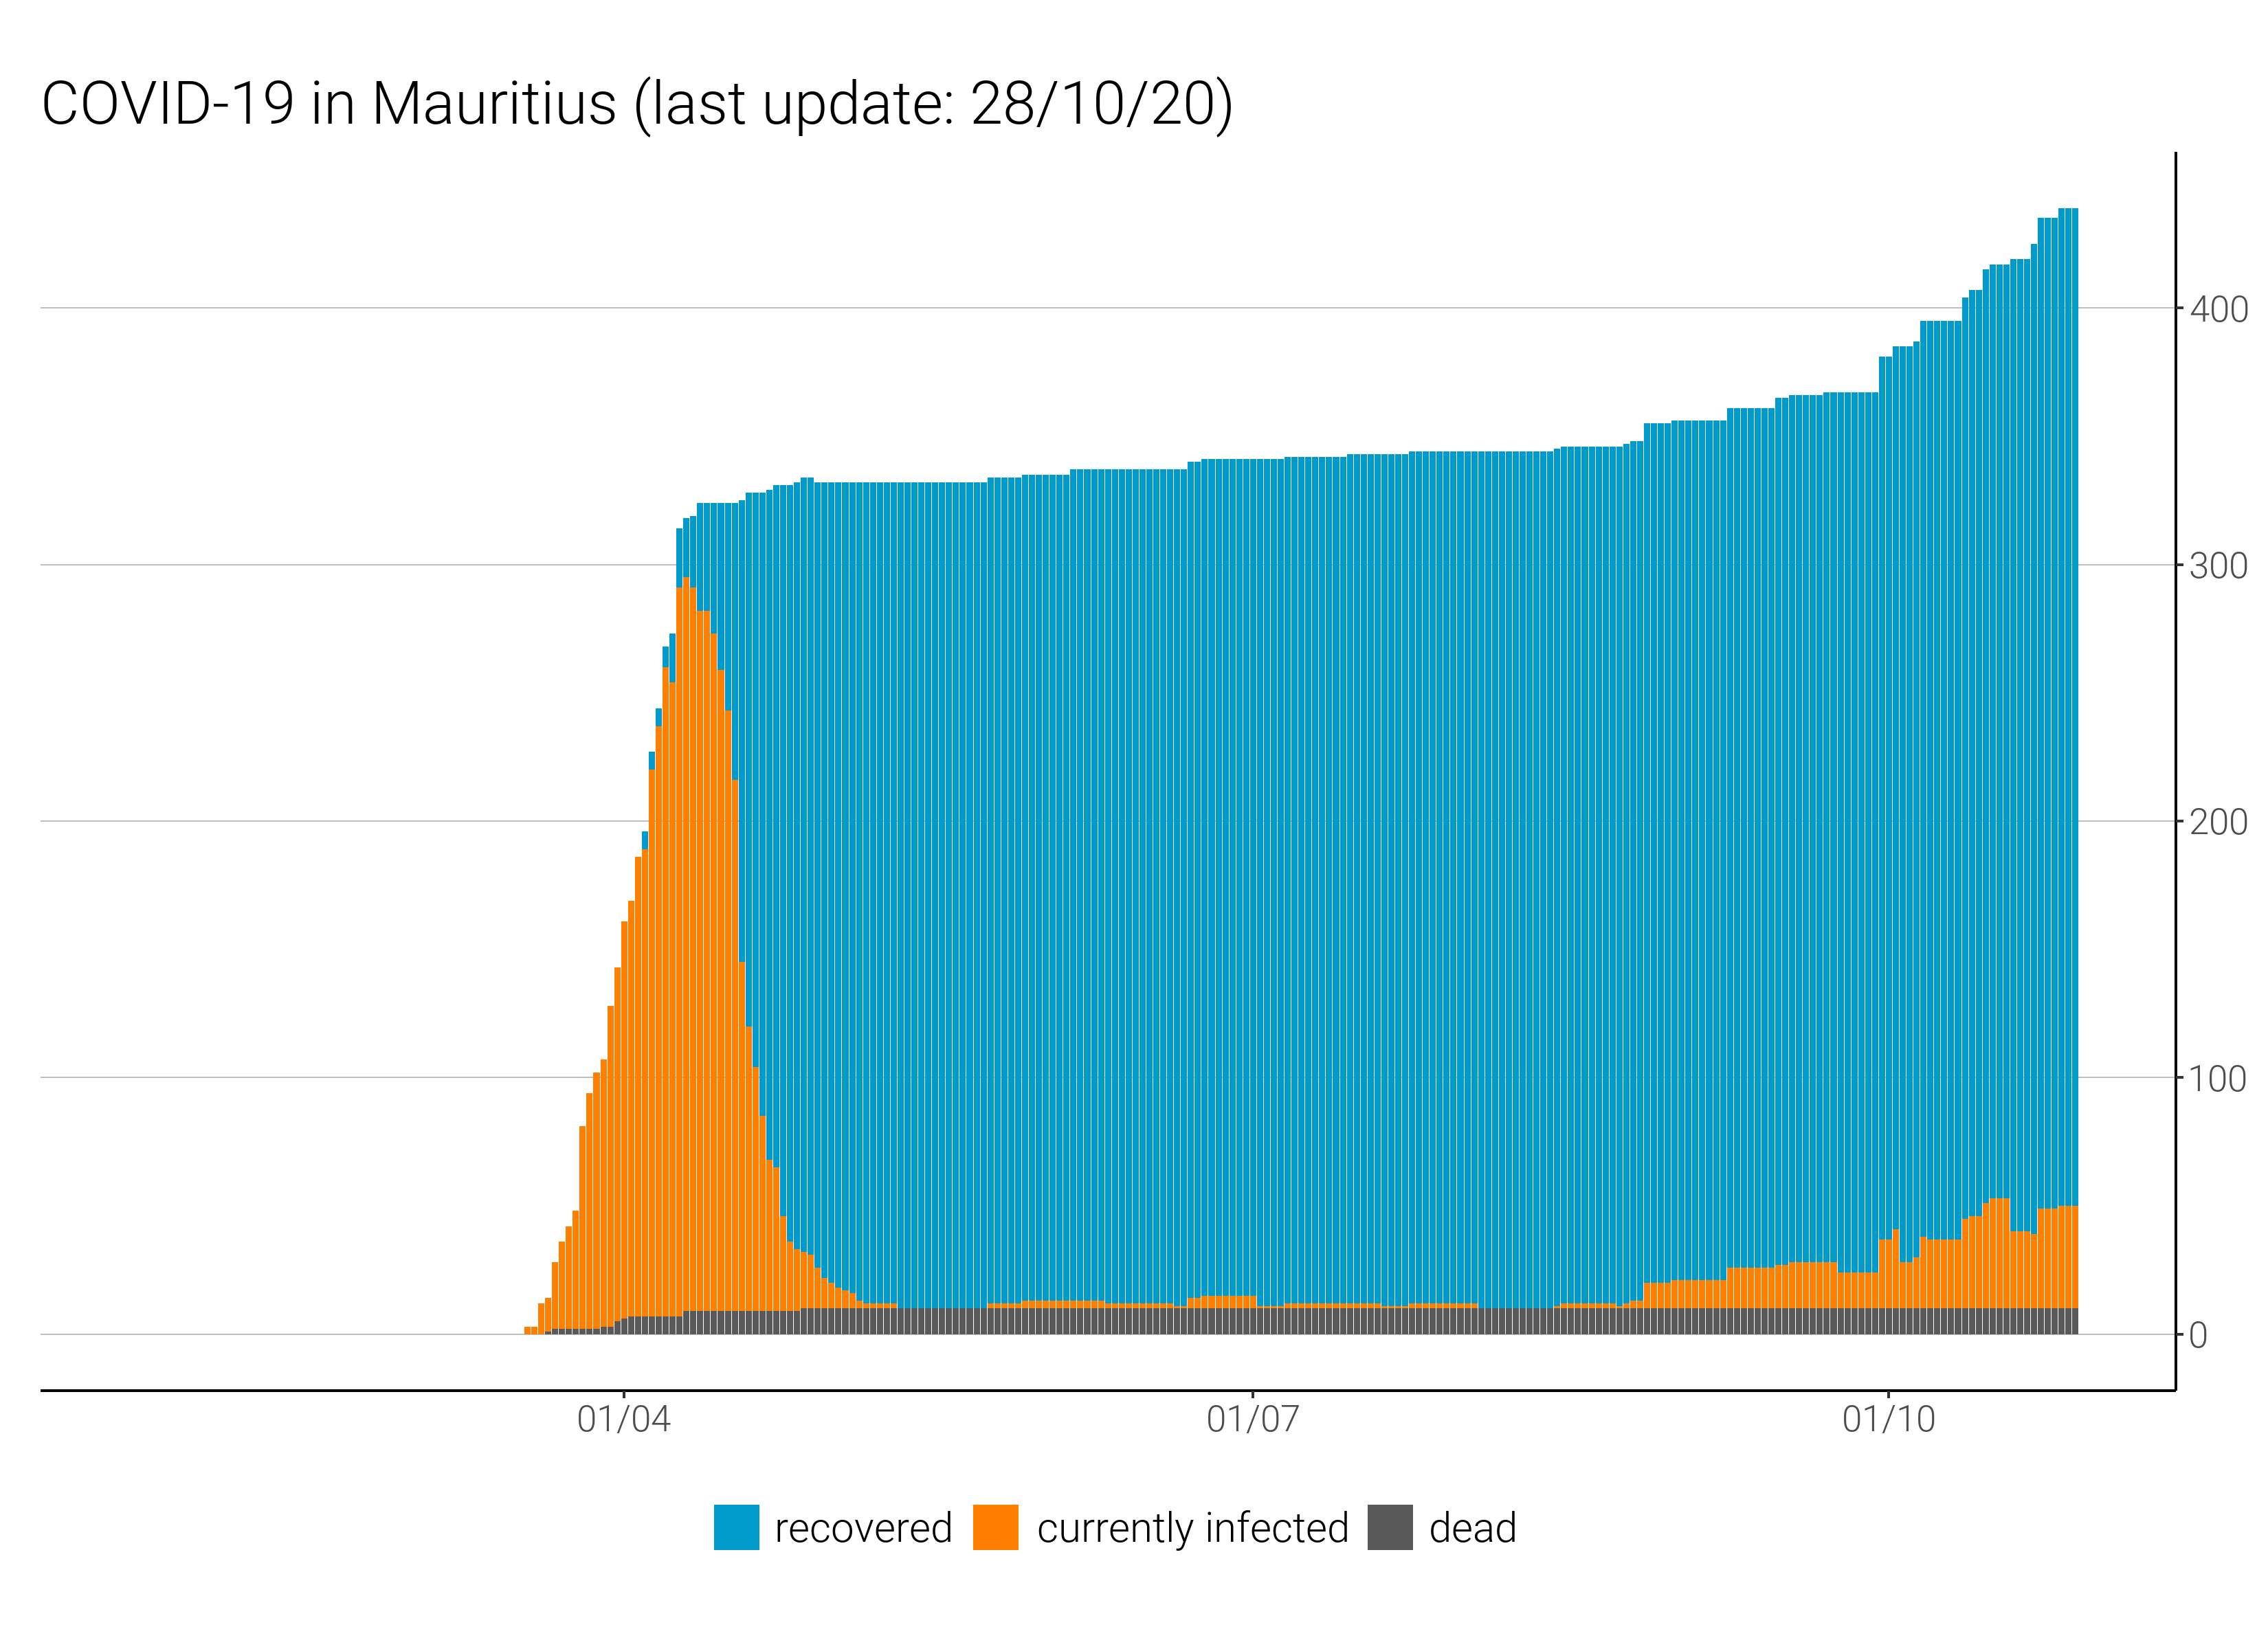 COVID-19 in Mauritius (last update: 28/10/20)
400
300
200
100
0
01/04 01/07 01/10
recovered currently infected dead